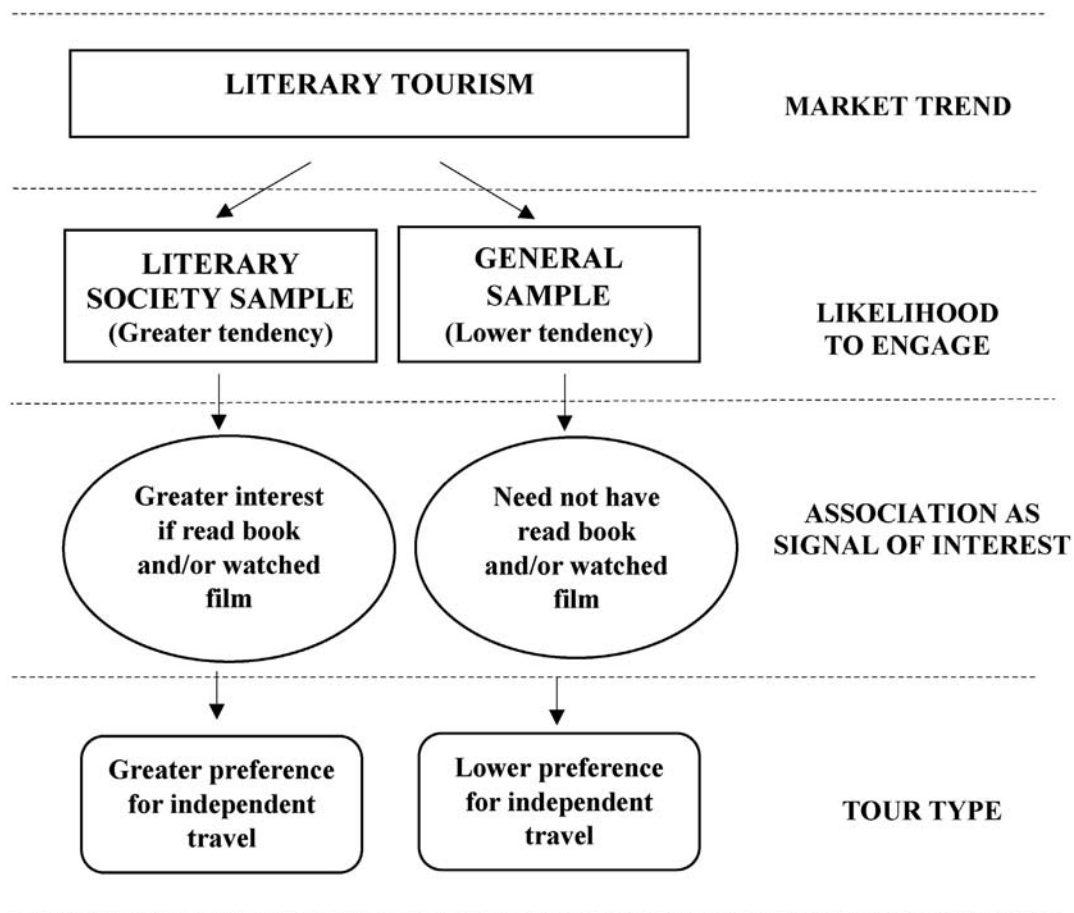 LITERARY TOURISM
MARKET TREND
LITERARY
SOCIETY SAMPLE
(Greater tendency)
GENERAL
SAMPLE
(Lower tendency)
LIKELIHOOD
TO ENGAGE
Greater interest
if read book
and/or watched
film
Need not have
read book
and/or watched
film
ASSOCIATION AS
SIGNAL OF INTEREST
Greater preference
for independent
travel
Lower preference
for independent
travel
TOUR TYPE